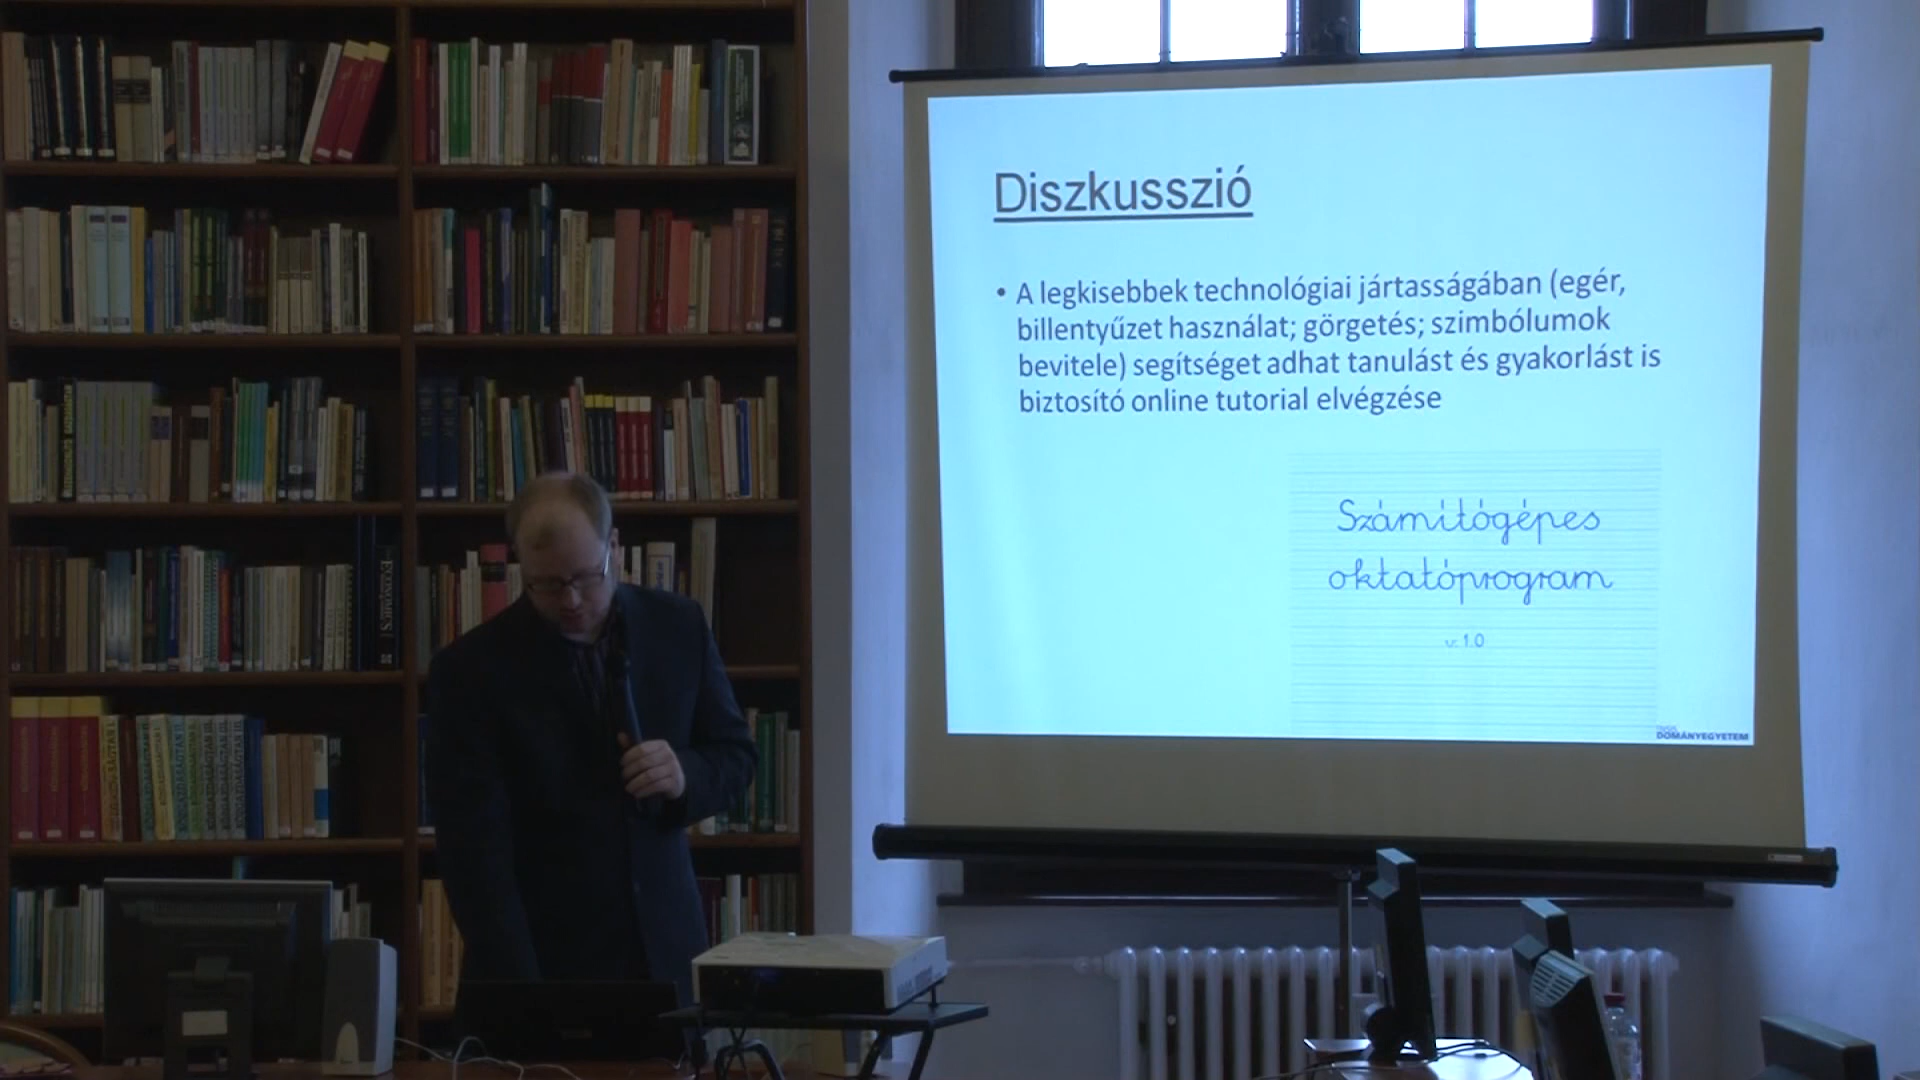 Diszkusszió
• A legkisebbek technológiai jártasságában (egér,
billentyűzet használat; görgetés; szimbólumok
bevitele) segítséget adhat tanulást és gyakorlást is
biztosító online tutorial elvégzése
Számítógépes
oktatóprogram
v. 1.0
DOMÁNYEGYETEM
ECONOMICS